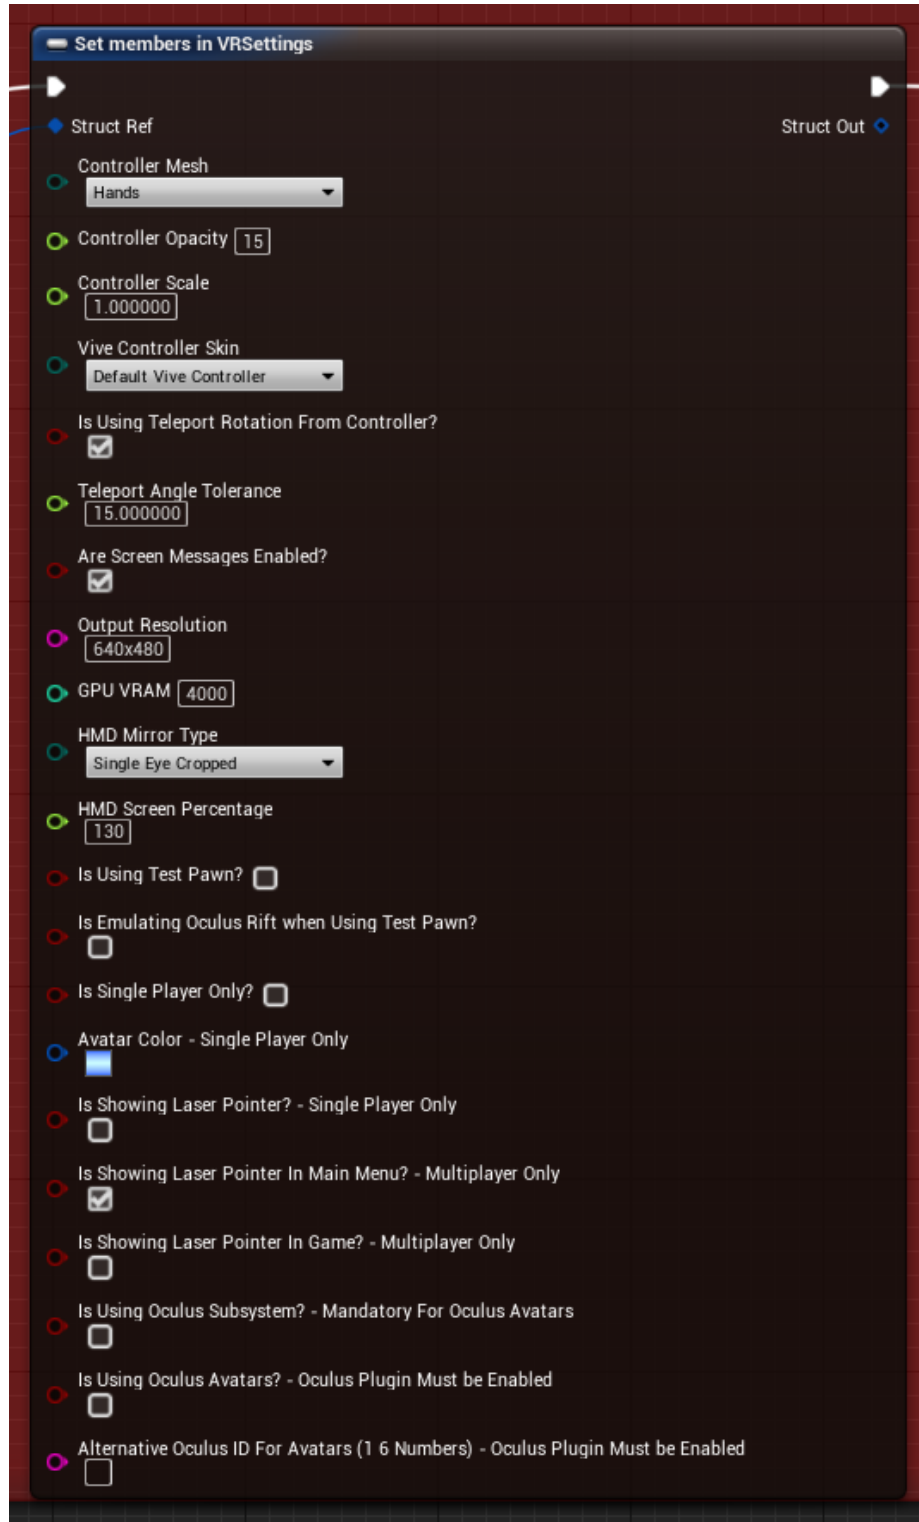 Set members in VRSettings
Struct Ref
Struct Out
Controller Mesh
Hands
Controller Opacity 15
Controller Scale
1.000000
Vive Controller Skin
Default Vive Controller
Is Using Teleport Rotation From Controller?
Teleport Angle Tolerance
15.000000
Are Screen Messages Enabled?
Output Resolution
640x480
GPU VRAM 4000
HMD Mirror Type
Single Eye Cropped
HMD Screen Percentage
130
Is Using Test Pawn?
Is Emulating Oculus Rift when Using Test Pawn?
Is Single Player Only?
Avatar Color - Single Player Only
Is Showing Laser Pointer? - Single Player Only
Is Showing Laser Pointer In Main Menu? - Multiplayer Only
Is Showing Laser Pointer In Game? - Multiplayer Only
Is Using Oculus Subsystem? - Mandatory For Oculus Avatars
Is Using Oculus Avatars? - Oculus Plugin Must be Enabled
Alternative Oculus ID For Avatars (1 6 Numbers) - Oculus Plugin Must be Enabled